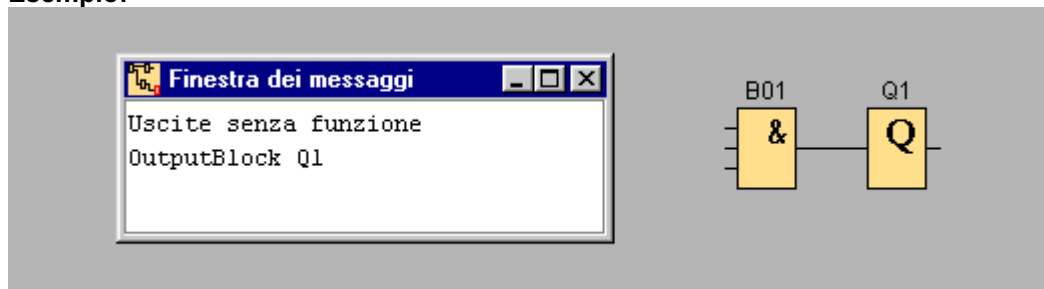 Esempio:
Finestra dei messaggi
Uscite senza funzione
OutputBlock Q1
B01
&
Q1
Q